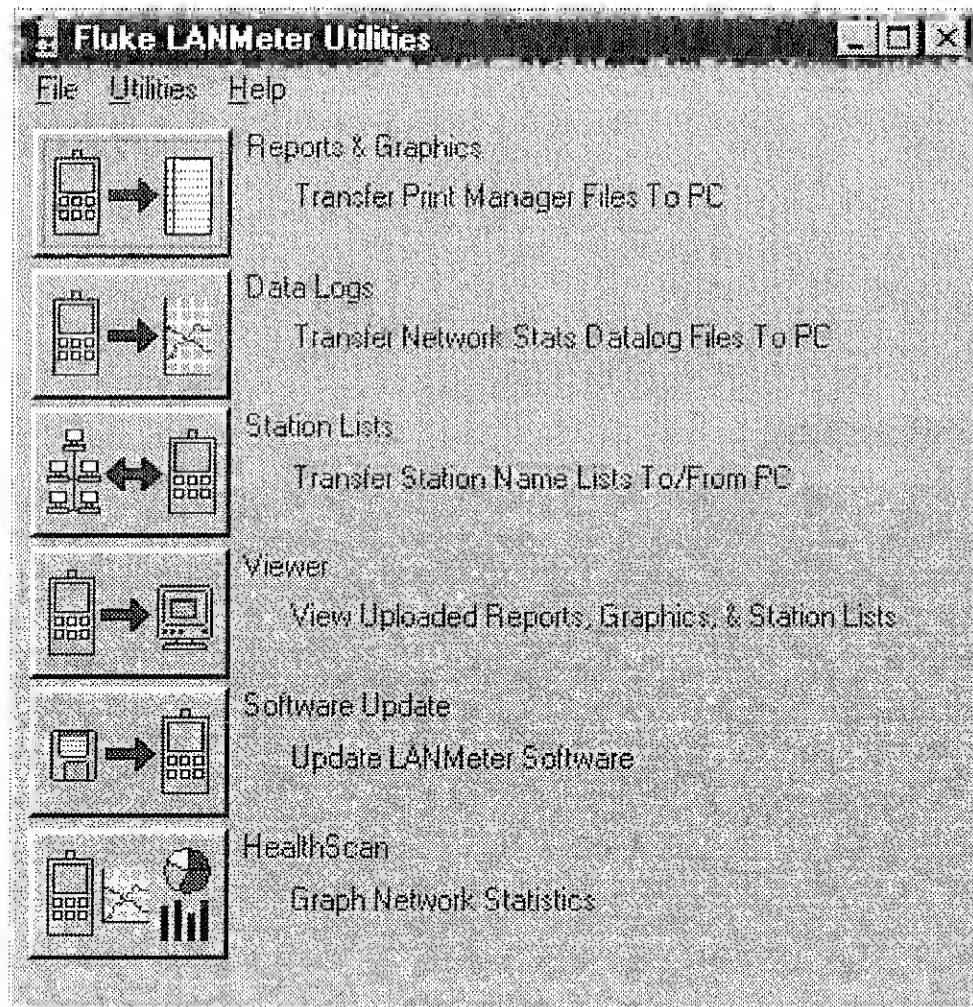 Fluke LANMeter Utilities
File Utilities Help
Reports & Graphics
Transfer Print Manager Files To PC
Data Logs
Transfer Network Stats Datalog Files To PC
Station Lists
Transfer Station Name Lists To/From PC
Viewer
View Uploaded Reports, Graphics, & Station Lists
Software Update
Update LANMeter Software
HealthScan
Graph Network Statistics